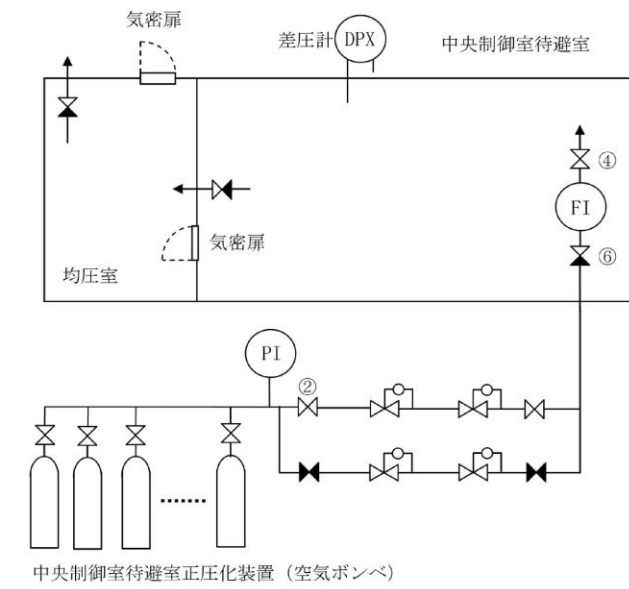 気密扉
差圧計 DPX
中央制御室待避室
④
FI
⑥
気密扉
均圧室
PI
②
中央制御室待避室正圧化装置（空気ボンベ）